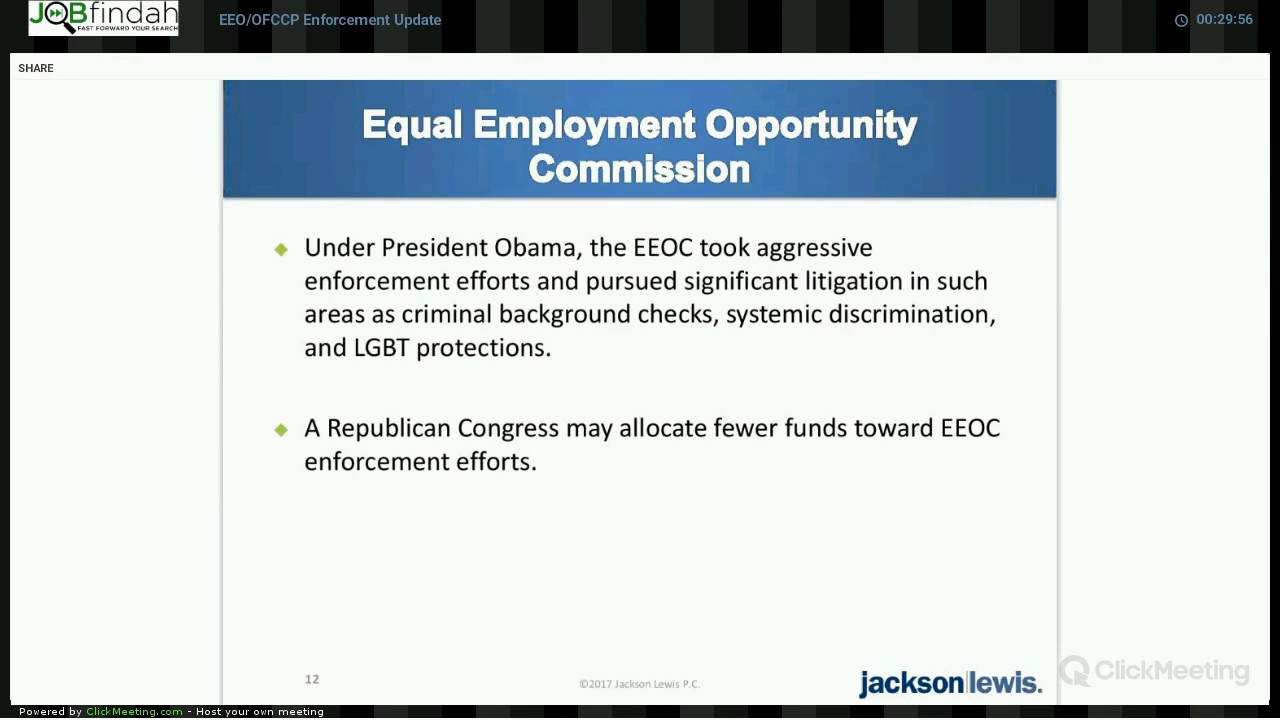 JOBfindah
FAST FORWARD YOUR SEARCH
EEO/OFCCP Enforcement Update
00:29:56
SHARE
Equal Employment Opportunity
Commission
Under President Obama, the EEOC took aggressive
enforcement efforts and pursued significant litigation in such
areas as criminal background checks, systemic discrimination,
and LGBT protections.
A Republican Congress may allocate fewer funds toward EEOC
enforcement efforts.
12
©2017 Jackson Lewis P.C.
jackson|lewis.
ClickMeeting
Powered by ClickMeeting.com - Host your own meeting